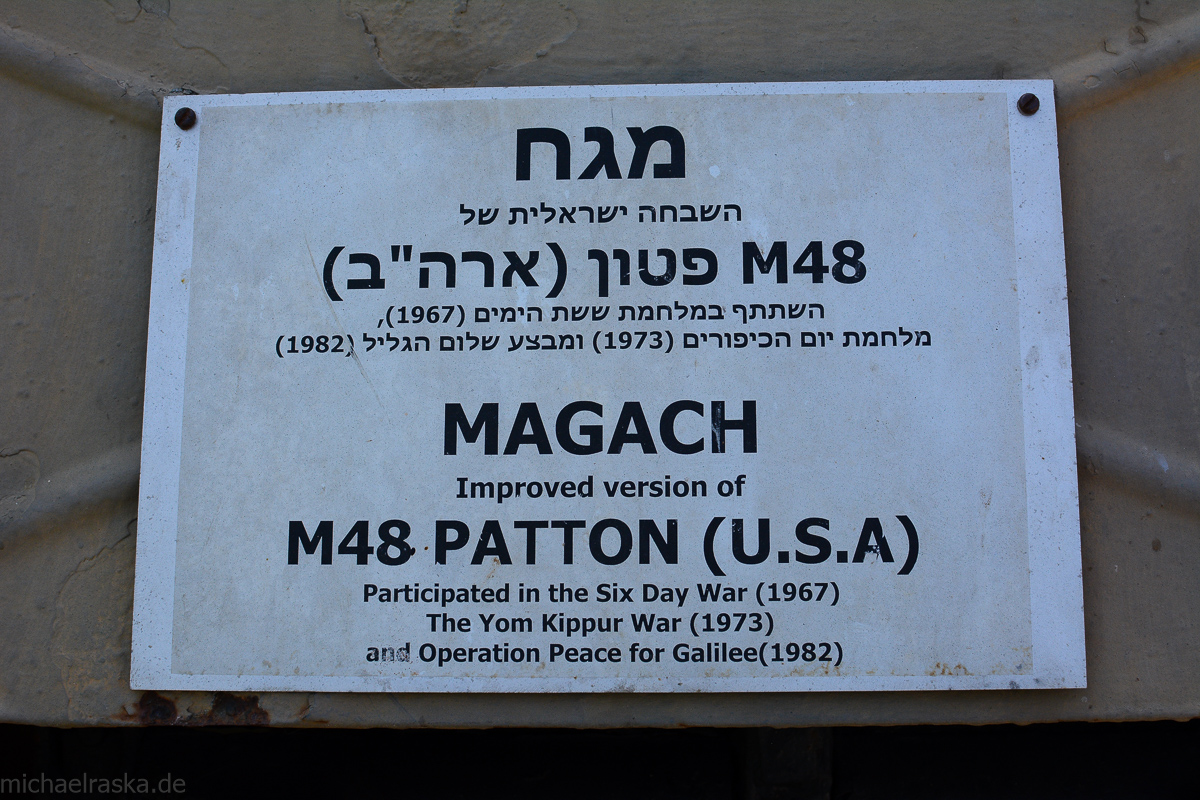 מגח
השבחה ישראלית של
M48 פטון (ארה"ב)
השתתף במלחמת ששת הימים (1967),
מלחמת יום הכיפורים (1973) ומבצע שלום הגליל (1982)
MAGACH
Improved version of
M48 PATTON (U.S.A)
Participated in the Six Day War (1967)
The Yom Kippur War (1973)
and Operation Peace for Galilee(1982)
michaelraska.de